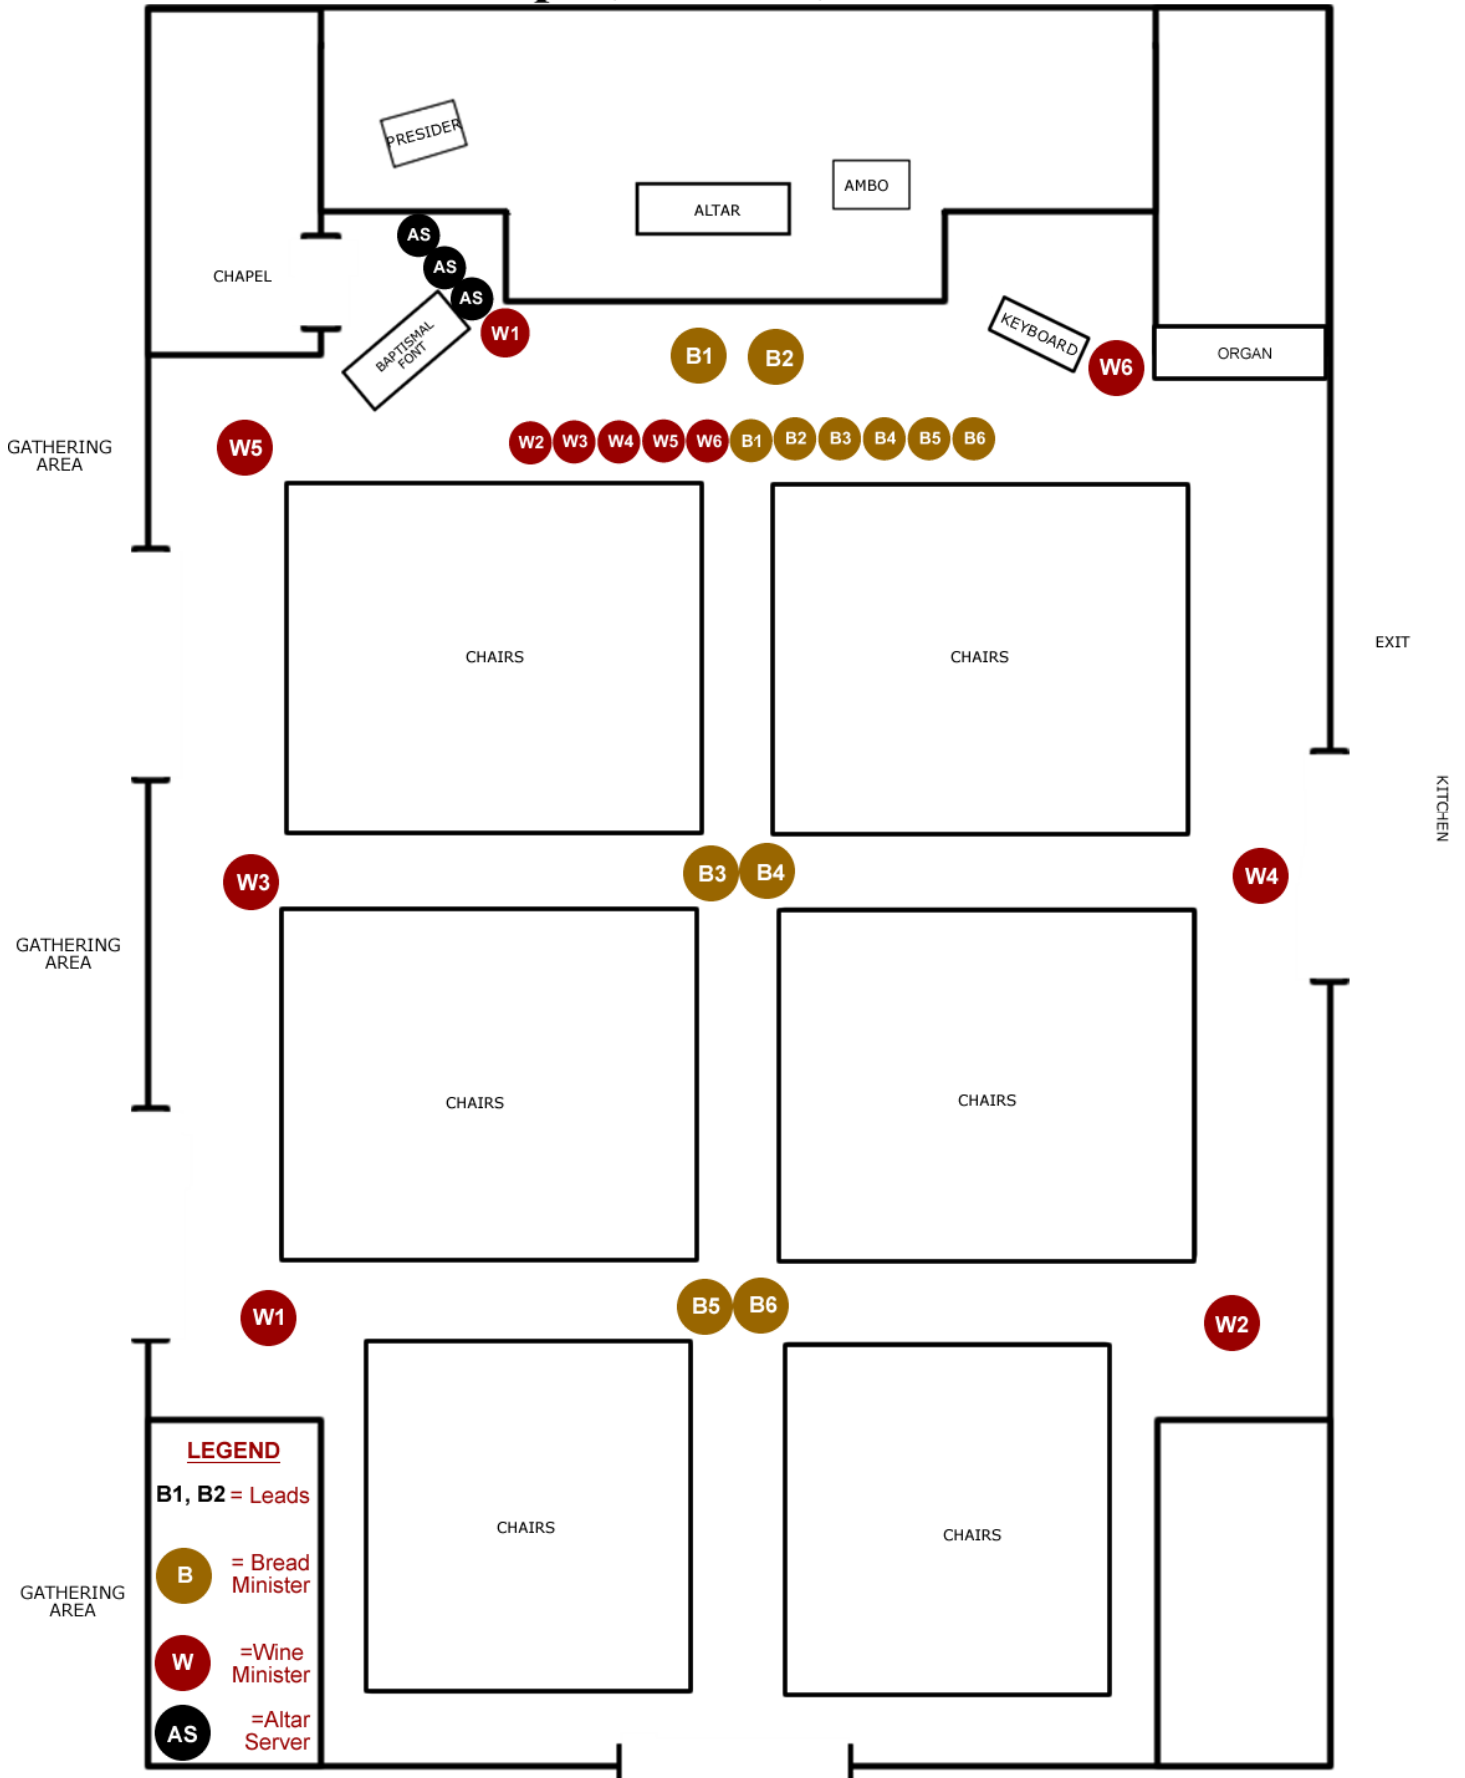 PRESIDER
AMBO
ALTAR
AS
AS
AS
CHAPEL
W1
BAPTISMAL
FONT
KEYBOARD
B1
B2
W6
ORGAN
GATHERING
AREA
W5
W2 W3 W4 W5 W6 B1 B2 B3 B4 B5 B6
CHAIRS
CHAIRS
EXIT
KITCHEN
W3
B3
B4
W4
GATHERING
AREA
CHAIRS
CHAIRS
W1
B5
B6
W2
LEGEND
B1, B2 = Leads
B = Bread
Minister
W =Wine
Minister
AS =Altar
Server
CHAIRS
CHAIRS
GATHERING
AREA